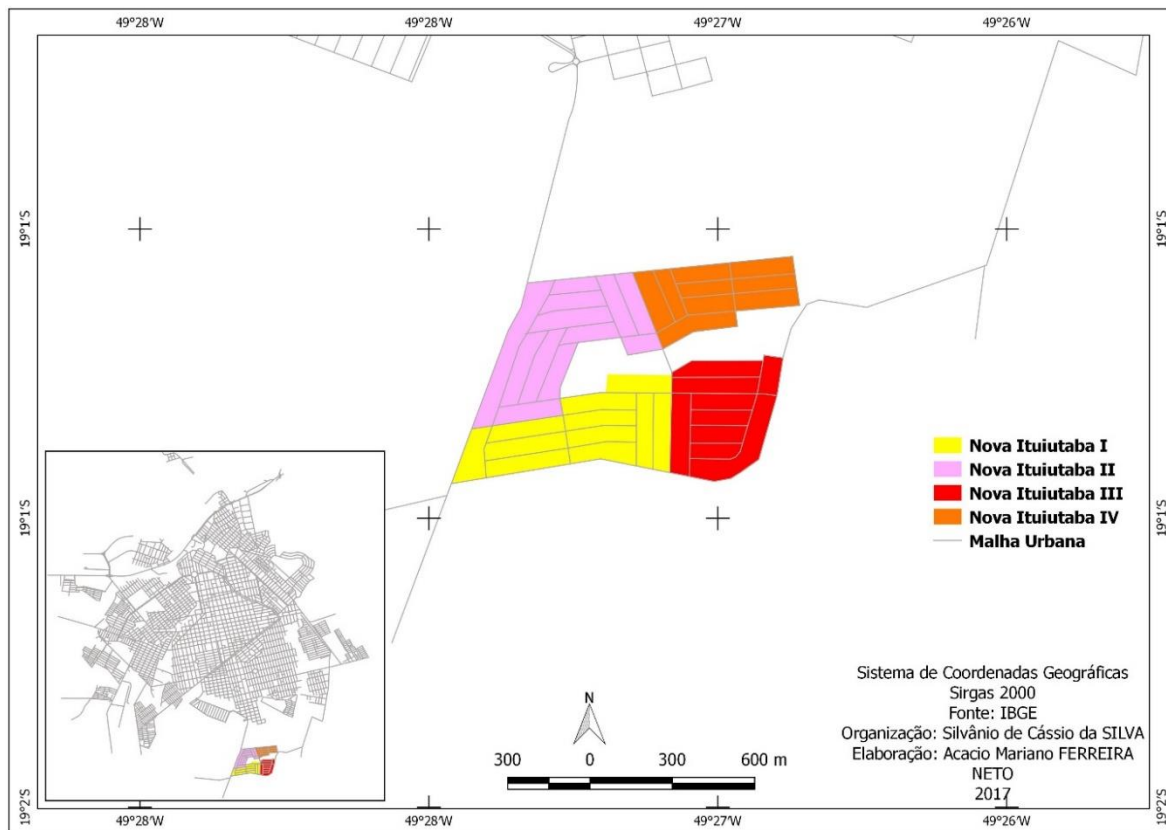 49°28'W 49°28'W 49°27'W 49°26'W
19°1'S 19°1'S
Nova Ituiutaba I
Nova Ituiutaba II
Nova Ituiutaba III
Nova Ituiutaba IV
Malha Urbana
19°1'S 19°1'S
Sistema de Coordenadas Geográficas
Sirgas 2000
Fonte: IBGE
Organização: Silvânio de Cássio da SILVA
Elaboração: Acacio Mariano FERREIRA
NETO
2017
N
300 0 300 600 m
19°2'S 19°2'S
49°28'W 49°28'W 49°27'W 49°26'W